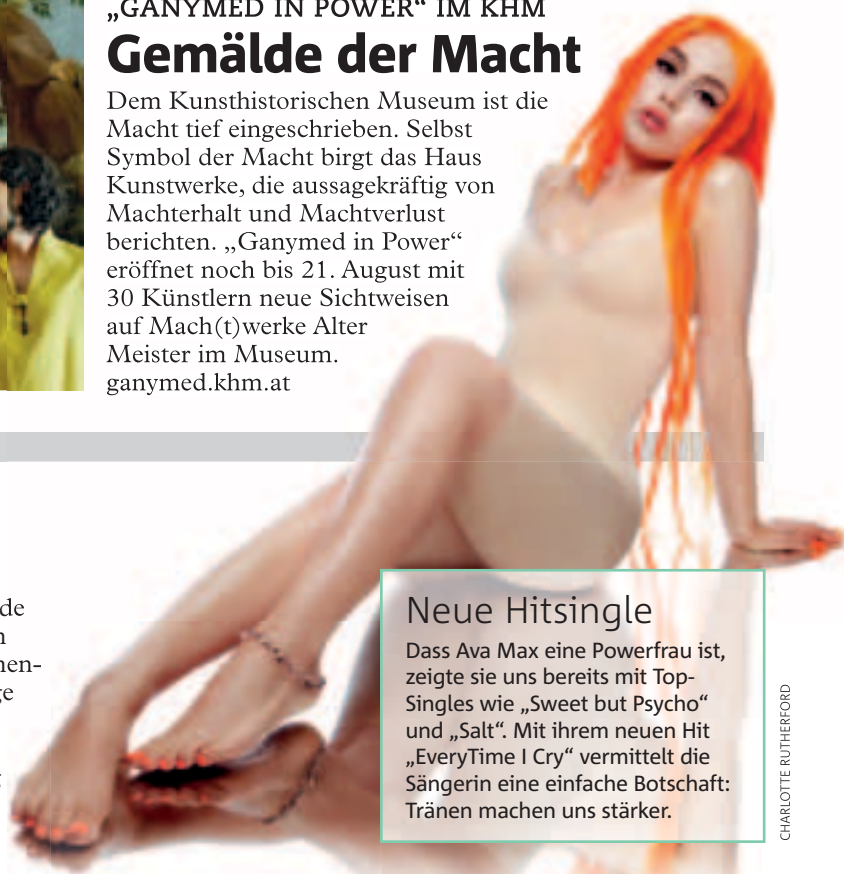 „GANYMED IN POWER“ IM KHM
Gemälde der Macht
Dem Kunsthistorischen Museum ist die
Macht tief eingeschrieben. Selbst
Symbol der Macht birgt das Haus
Kunstwerke, die aussagekräftig von
Machterhalt und Machtverlust
berichten. „Ganymed in Power“
eröffnet noch bis 21. August mit
30 Künstlern neue Sichtweisen
auf Mach(t)werke Alter
Meister im Museum.
ganymed.khm.at
de
nen-
ge
Neue Hitsingle
Dass Ava Max eine Powerfrau ist,
zeigte sie uns bereits mit Top-
Singles wie „Sweet but Psycho“
und „Salt“. Mit ihrem neuen Hit
„EveryTime I Cry“ vermittelt die
Sängerin eine einfache Botschaft:
Tränen machen uns stärker.
CHARLOTTE RUTHERFORD